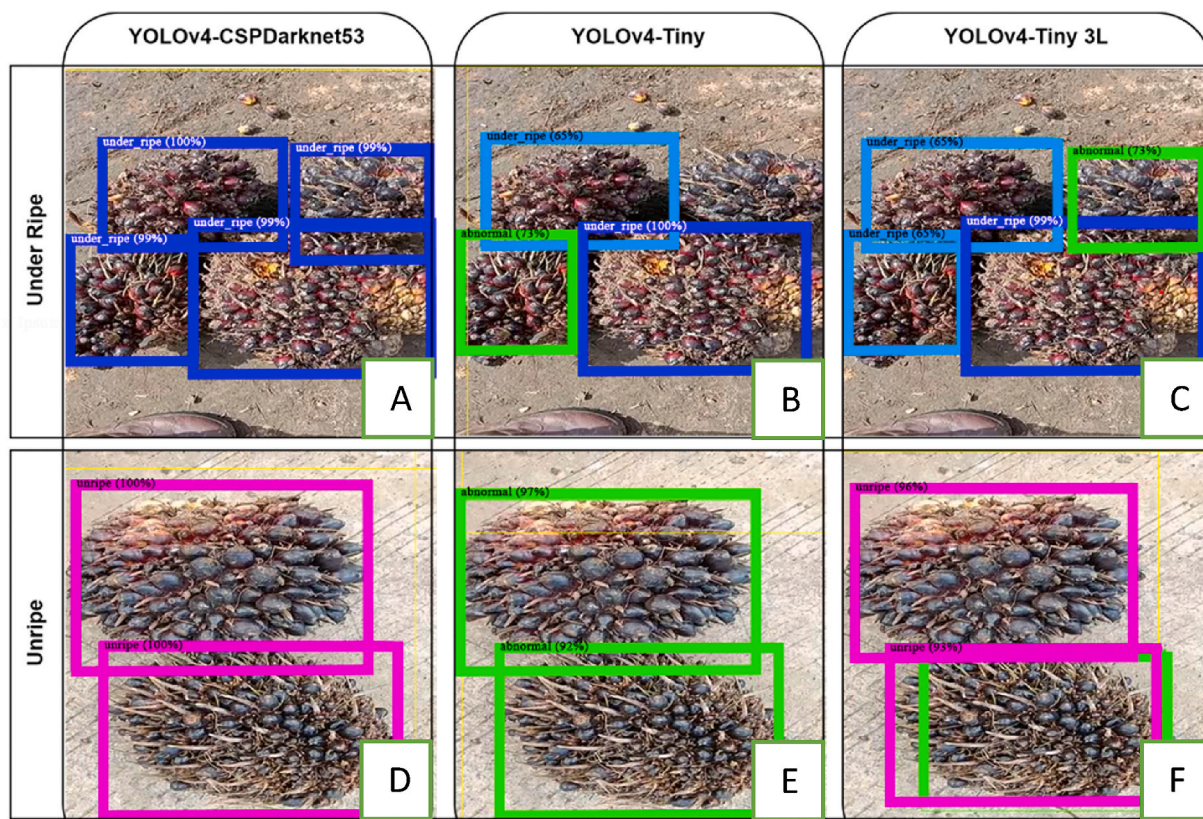 YOLOv4-CSPDarknet53
YOLOv4-Tiny
YOLOv4-Tiny 3L
Under Ripe
under_ripe (100%)
under_ripe (99%)
under_ripe (99%)
under_ripe (99%)
A
under_ripe (65%)
abnormal (73%)
under_ripe (100%)
B
under_ripe (65%)
abnormal (73%)
under_ripe (99%)
under_ripe (65%)
C
Unripe
unripe (100%)
unripe (100%)
D
abnormal (97%)
abnormal (92%)
E
unripe (96%)
unripe (93%)
F